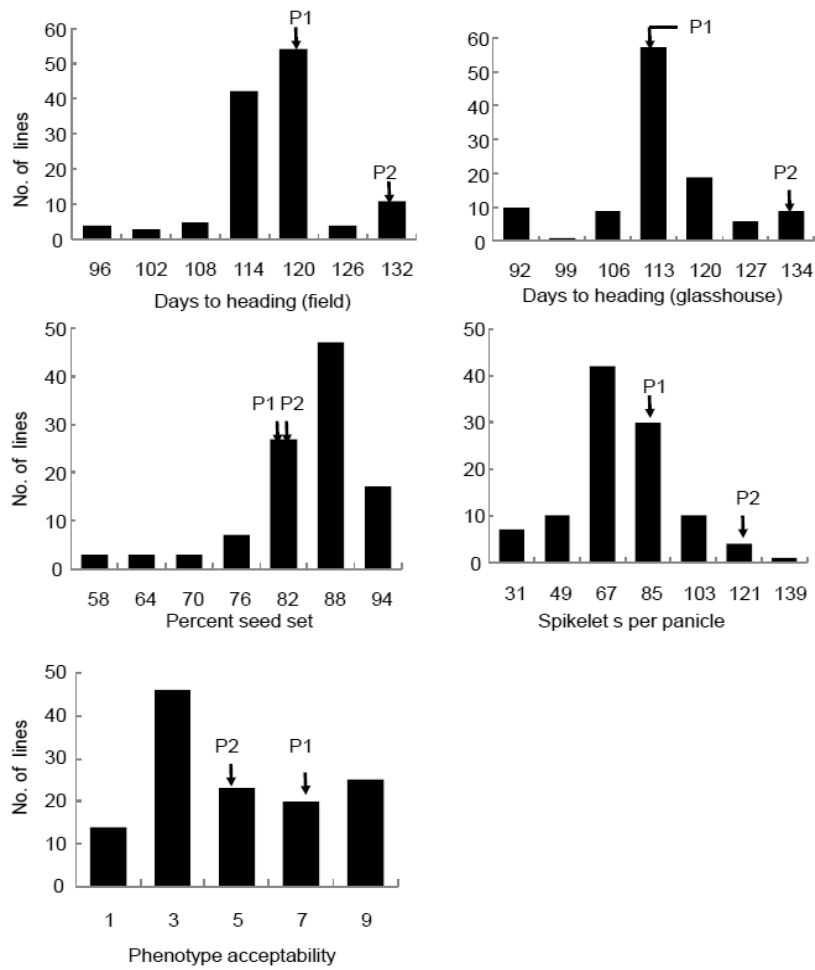 P1
60
50
40
30
20
10
0
No. of lines
P2
96 102 108 114 120 126 132
Days to heading (field)
P1
60
50
40
30
20
10
0
P2
92 99 106 113 120 127 134
Days to heading (glasshouse)
50
40
30
20
10
0
No. of lines
P1 P2
58 64 70 76 82 88 94
Percent seed set
50
40
30
20
10
0
P1
P2
31 49 67 85 103 121 139
Spikelet s per panicle
50
40
30
20
10
0
No. of lines
P2 P1
1 3 5 7 9
Phenotype acceptability